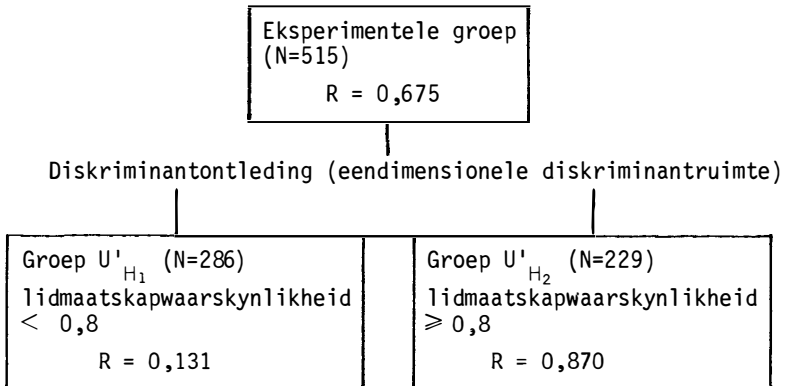 Eksperimentele groep
(N=515)
R = 0,675
Diskriminantontleding (eendimensionele diskriminantruimte)
Groep U'H₁ (N=286)
lidmaatskapwaarskynlikheid
< 0,8
R = 0,131
Groep U'H₂ (N=229)
lidmaatskapwaarskynlikheid
⩾ 0,8
R = 0,870